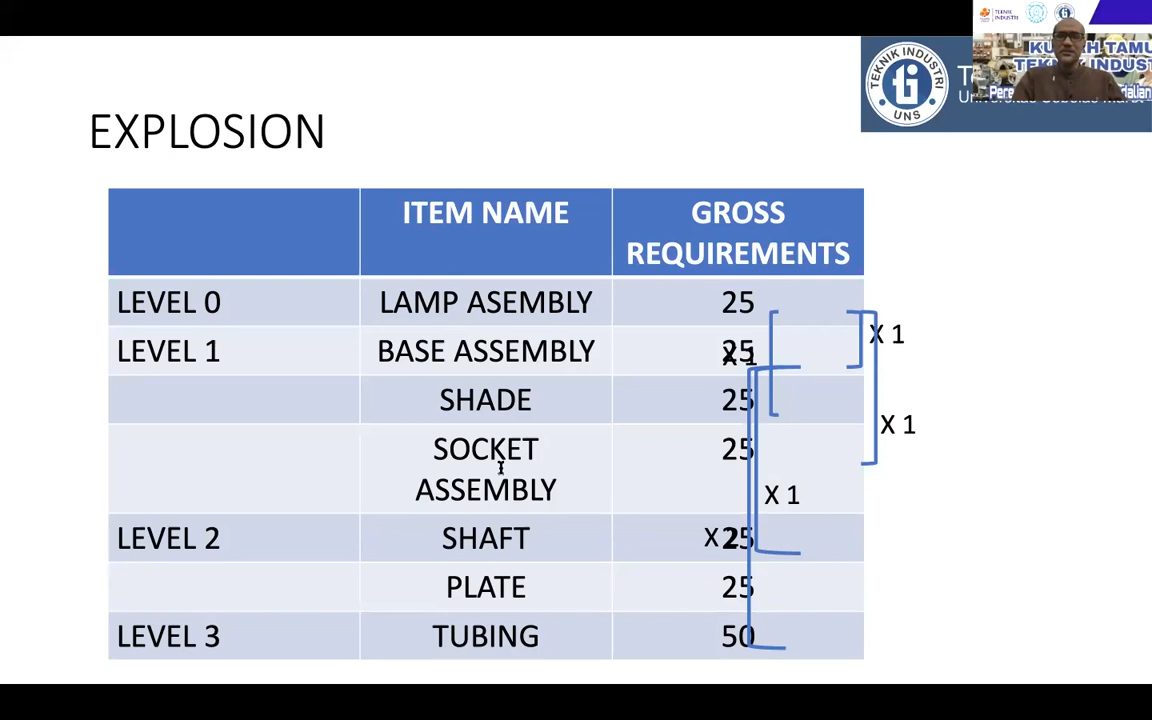 TEKNIK
INDUSTRI
TEKNIK INDUSTRI
UNS
EXPLOSION
ITEM NAME
GROSS
REQUIREMENTS
LEVEL 0
LAMP ASEMBLY
25
X 1
LEVEL 1
BASE ASSEMBLY
25
X 1
SHADE
25
X 1
SOCKET
ASSEMBLY
25
X 1
LEVEL 2
SHAFT
25
X 2
PLATE
25
LEVEL 3
TUBING
50